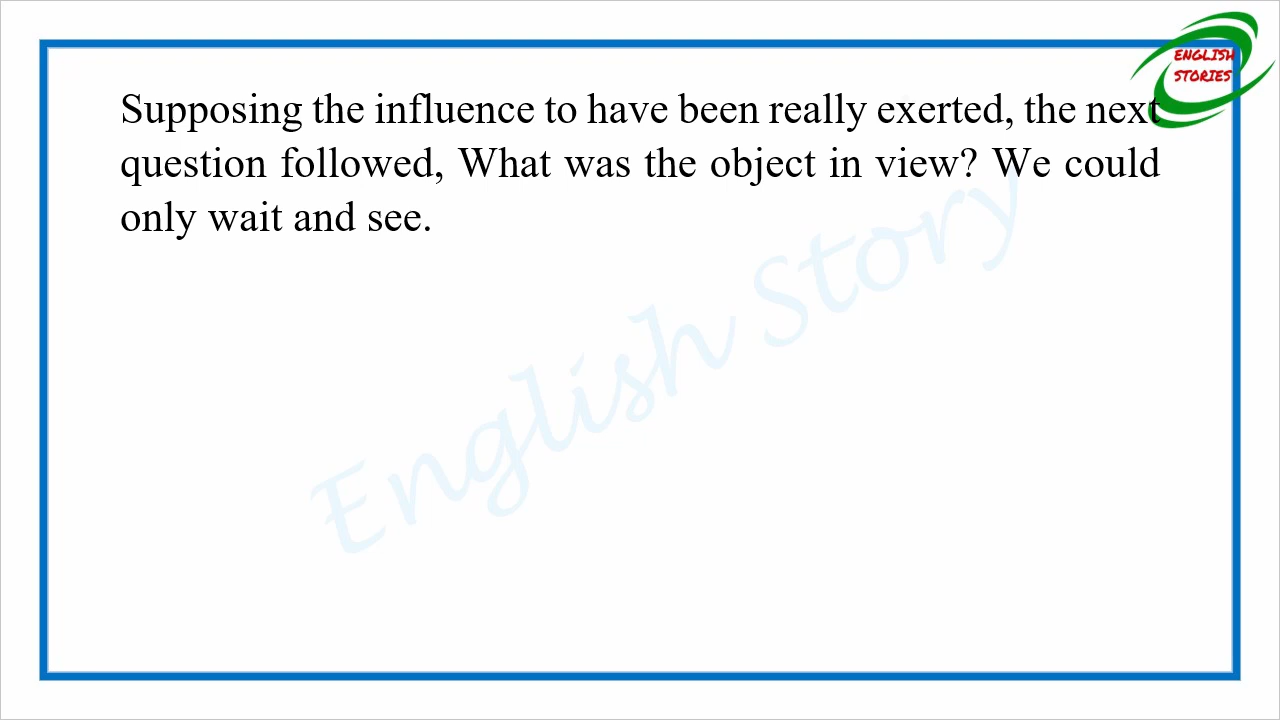 ENGLISH
STORIES
Supposing the influence to have been really exerted, the next
question followed, What was the object in view? We could
only wait and see.
English Story